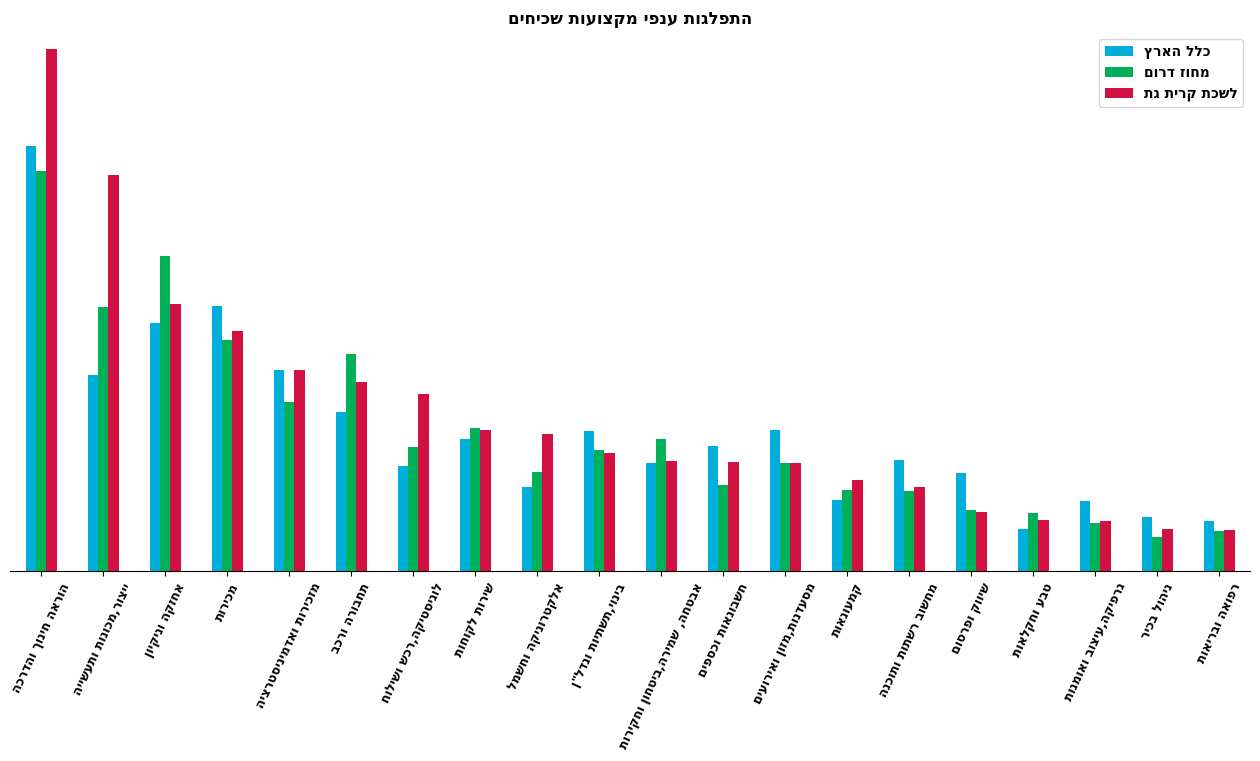 התפלגות ענפי מקצועות שכיחים
כלל הארץ
מחוז דרום
לשכת קרית גת
הוראה חינוך והדרכה
ייצור,מכונות ותעשייה
אחזקה וניקיון
מכירות
מזכירות ואדמיניסטרציה
תחבורה ורכב
לוגיסטיקה,רכש ושילוח
שירות לקוחות
אלקטרוניקה וחשמל
בינוי,תשתיות ונדל"ן
אבטחה, שמירה,ביטחון וחקירות
חשבונאות וכספים
מסעדנות,מזון ואירועים
קמעונאות
מחשוב רשתות ותוכנה
שיווק ופרסום
טבע וחקלאות
גרפיקה,עיצוב ואומנות
ניהול בכיר
רפואה ובריאות